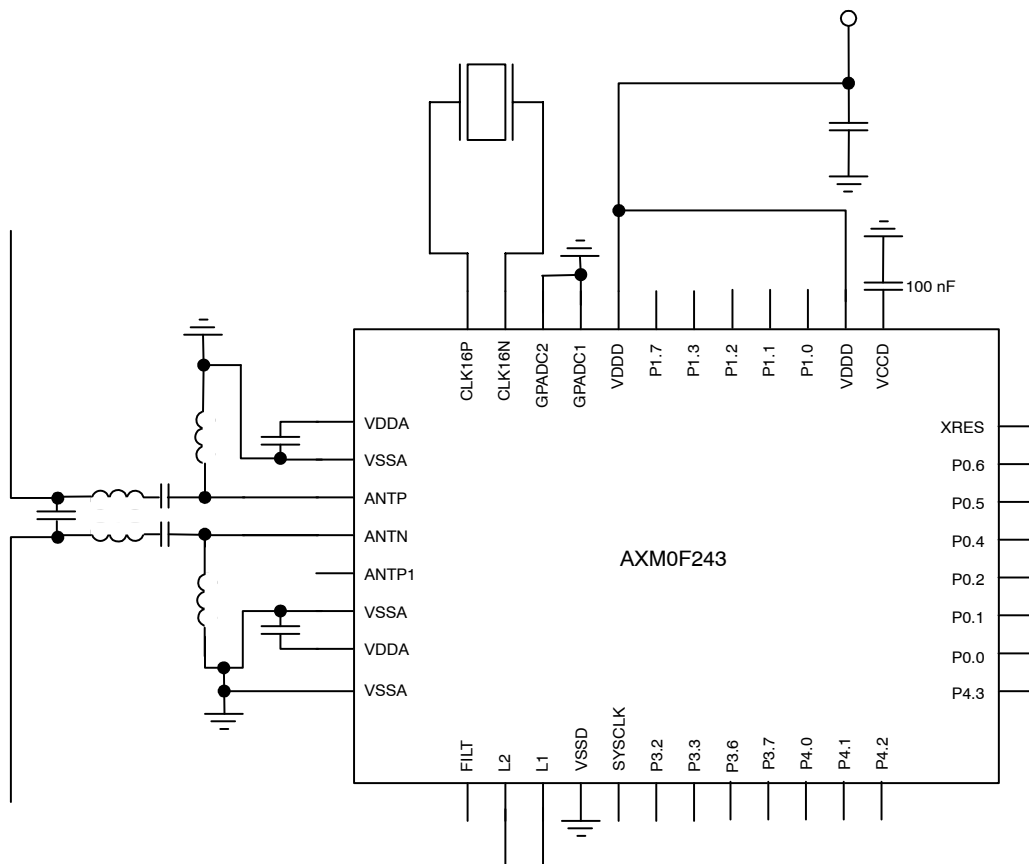 100 nF
CLK16P
CLK16N
GPADC2
GPADC1
VDDD
P1.7
P1.3
P1.2
P1.1
P1.0
VDDD
VCCD
VDDA
VSSA
ANTP
ANTN
ANTP1
VSSA
VDDA
VSSA
AXM0F243
XRES
P0.6
P0.5
P0.4
P0.2
P0.1
P0.0
P4.3
FILT
L2
L1
VSSD
SYSCLK
P3.2
P3.3
P3.6
P3.7
P4.0
P4.1
P4.2